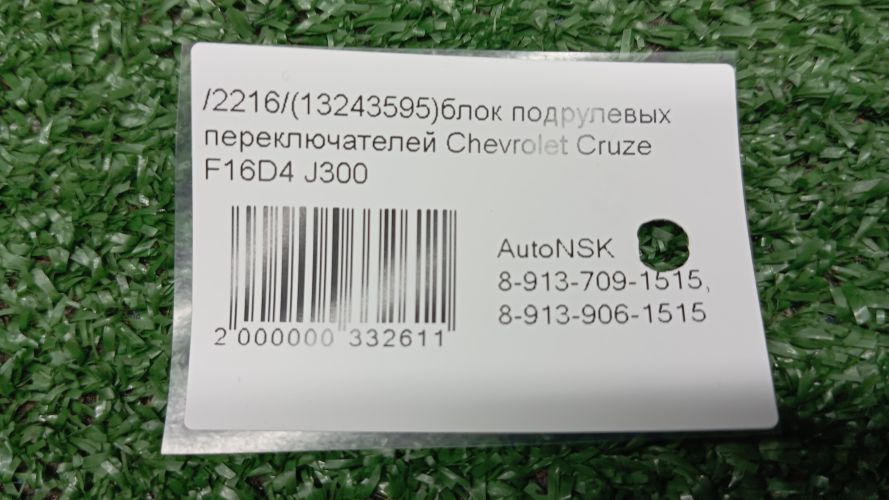 /2216/(13243595)блок подрулевых
переключателей Chevrolet Cruze
F16D4 J300
AutoNSK
8-913-709-1515,
8-913-906-1515
2 000000 332611